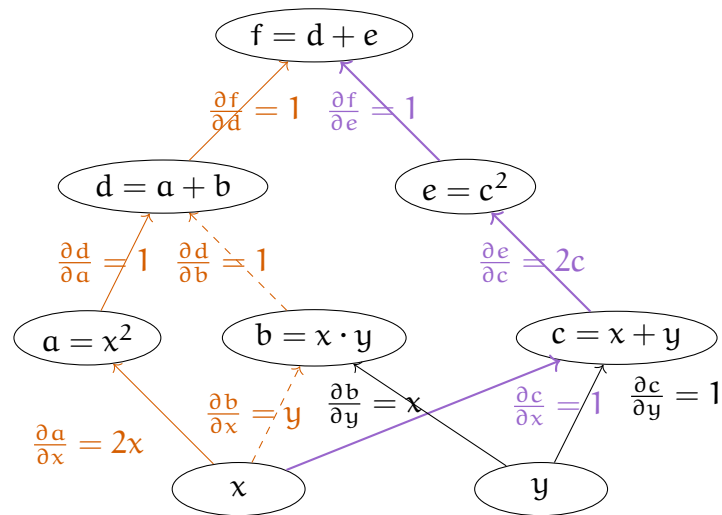 f = d + e
∂f/∂d = 1 ∂f/∂e = 1
d = a + b e = c²
∂d/∂a = 1 ∂d/∂b = 1 ∂e/∂c = 2c
a = x² b = x · y c = x + y
∂a/∂x = 2x ∂b/∂x = y ∂b/∂y = x ∂c/∂x = 1 ∂c/∂y = 1
x y